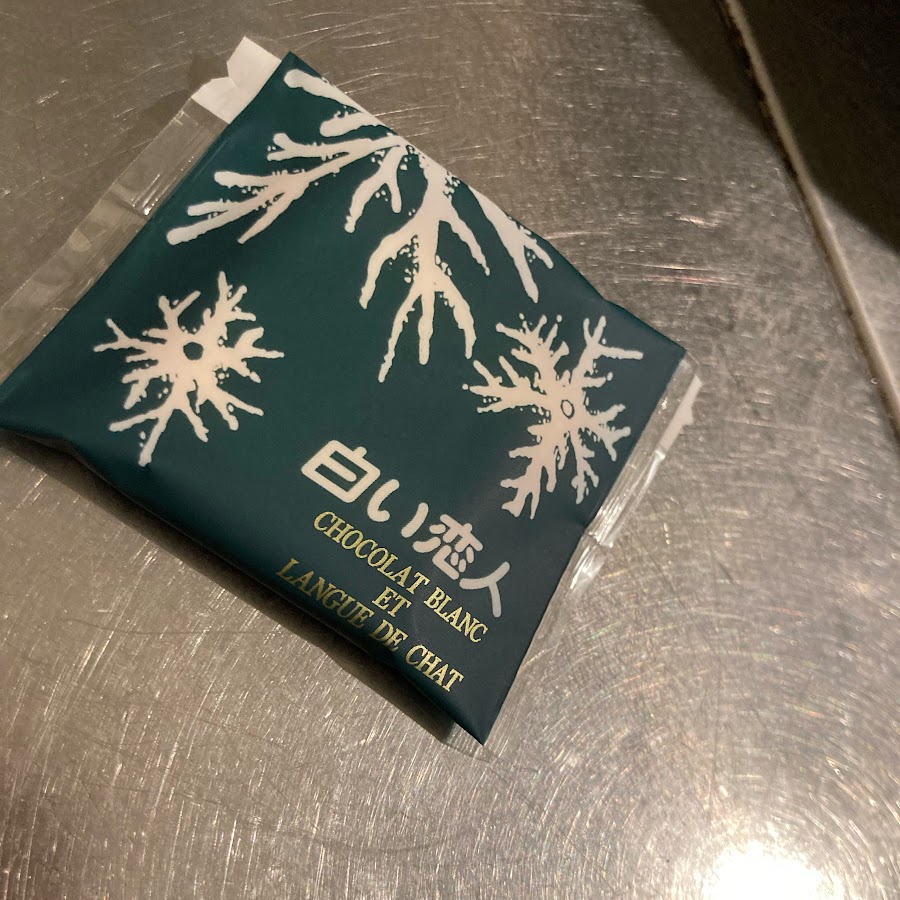 白い恋人
CHOCOLAT BLANC
ET
LANGUE DE CHAT